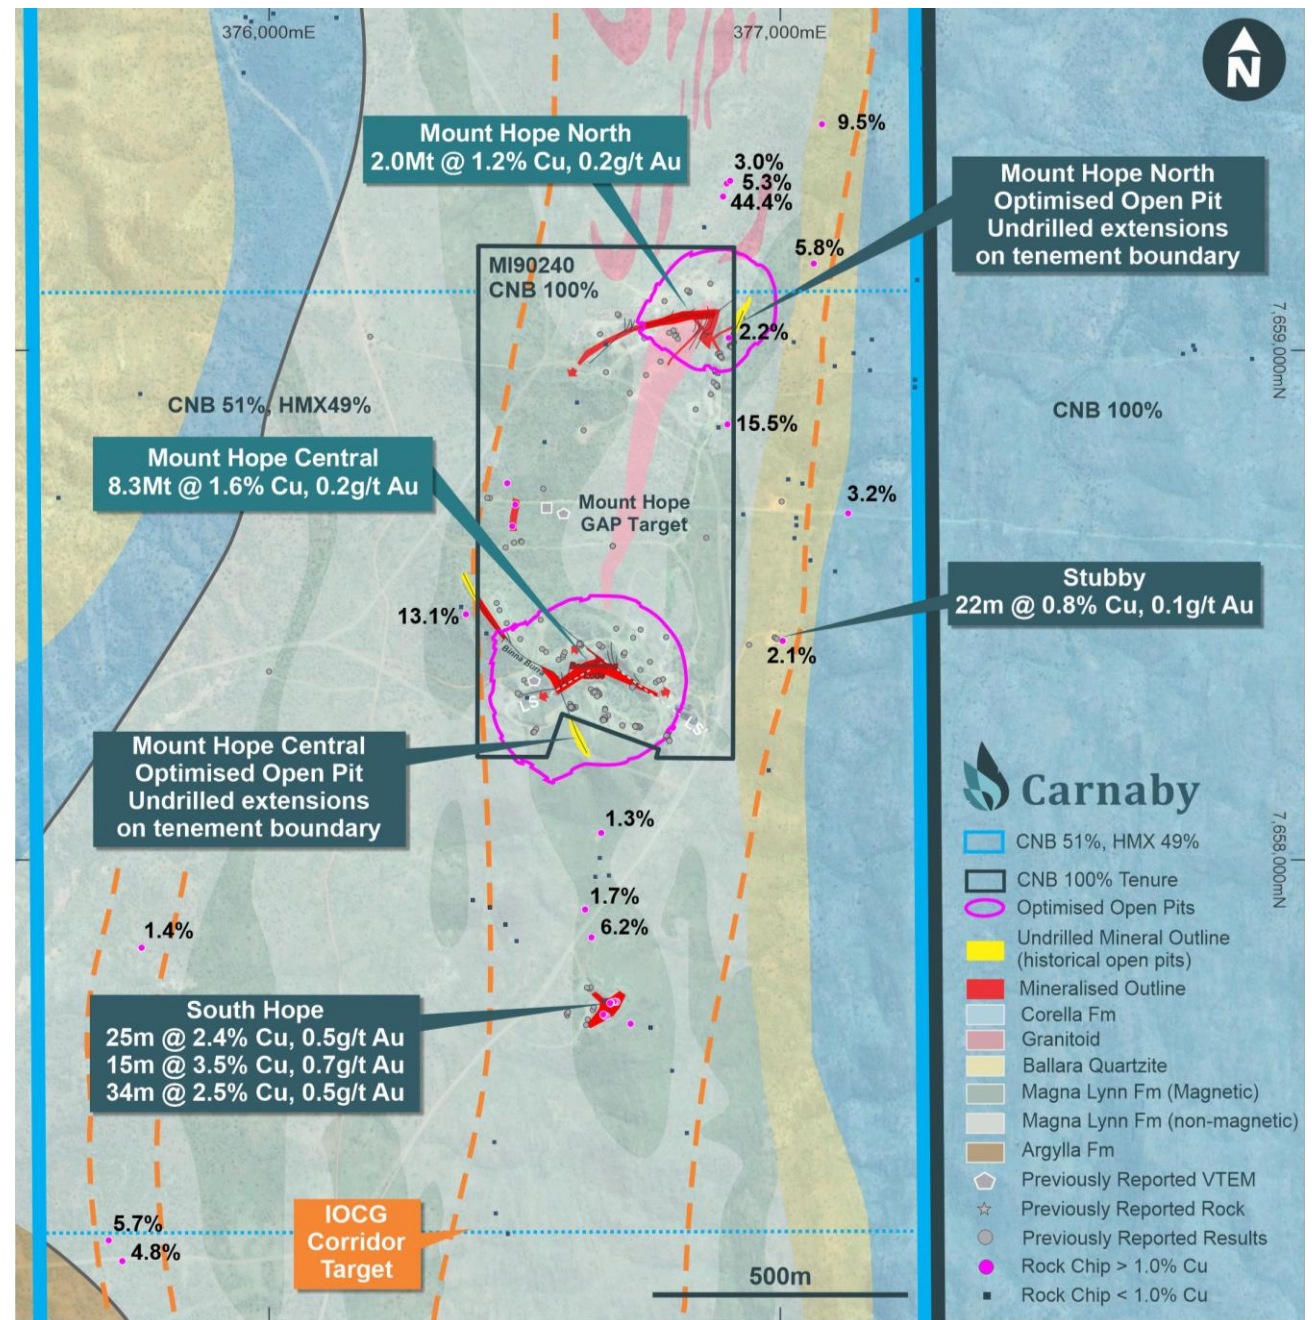 376,000mE
377,000mE
N
Mount Hope North
2.0Mt @ 1.2% Cu, 0.2g/t Au
9.5%
3.0%
5.3%
44.4%
Mount Hope North
Optimised Open Pit
Undrilled extensions
on tenement boundary
5.8%
MI90240
CNB 100%
2.2%
7,659,000mN
CNB 51%, HMX49%
CNB 100%
15.5%
Mount Hope Central
8.3Mt @ 1.6% Cu, 0.2g/t Au
3.2%
Mount Hope
GAP Target
Stubby
22m @ 0.8% Cu, 0.1g/t Au
13.1%
2.1%
Binna Burra
Lode
LS'
LS'
Mount Hope Central
Optimised Open Pit
Undrilled extensions
on tenement boundary
1.3%
1.7%
6.2%
1.4%
South Hope
25m @ 2.4% Cu, 0.5g/t Au
15m @ 3.5% Cu, 0.7g/t Au
34m @ 2.5% Cu, 0.5g/t Au
5.7%
4.8%
IOCG
Corridor
Target
500m
7,658,000mN
Carnaby
CNB 51%, HMX 49%
CNB 100% Tenure
Optimised Open Pits
Undrilled Mineral Outline
(historical open pits)
Mineralised Outline
Corella Fm
Granitoid
Ballara Quartzite
Magna Lynn Fm (Magnetic)
Magna Lynn Fm (non-magnetic)
Argylla Fm
Previously Reported VTEM
Previously Reported Rock
Previously Reported Results
Rock Chip > 1.0% Cu
Rock Chip < 1.0% Cu